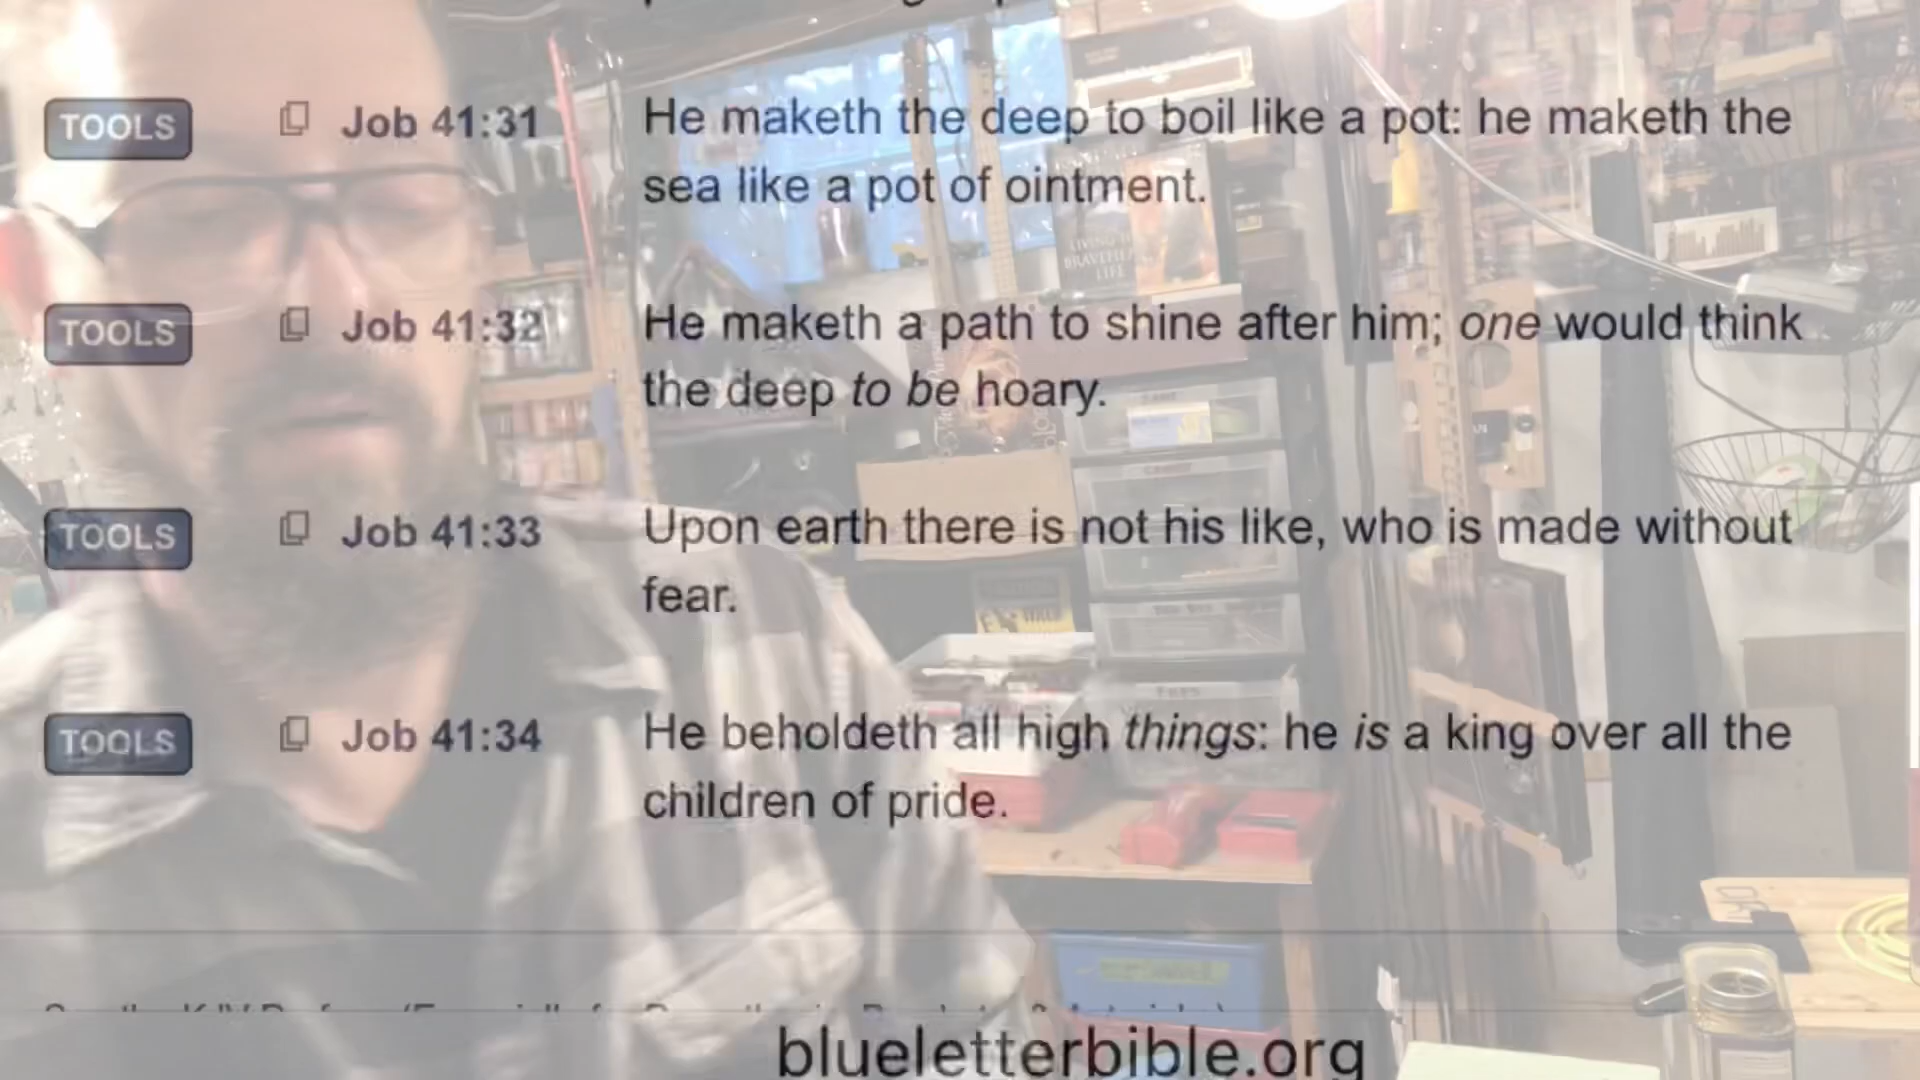 TOOLS Job 41:31 He maketh the deep to boil like a pot: he maketh the
sea like a pot of ointment.
TOOLS Job 41:32 He maketh a path to shine after him; one would think
the deep to be hoary.
TOOLS Job 41:33 Upon earth there is not his like, who is made without
fear.
TOOLS Job 41:34 He beholdeth all high things: he is a king over all the
children of pride.
blueletterbible.org
LIFE